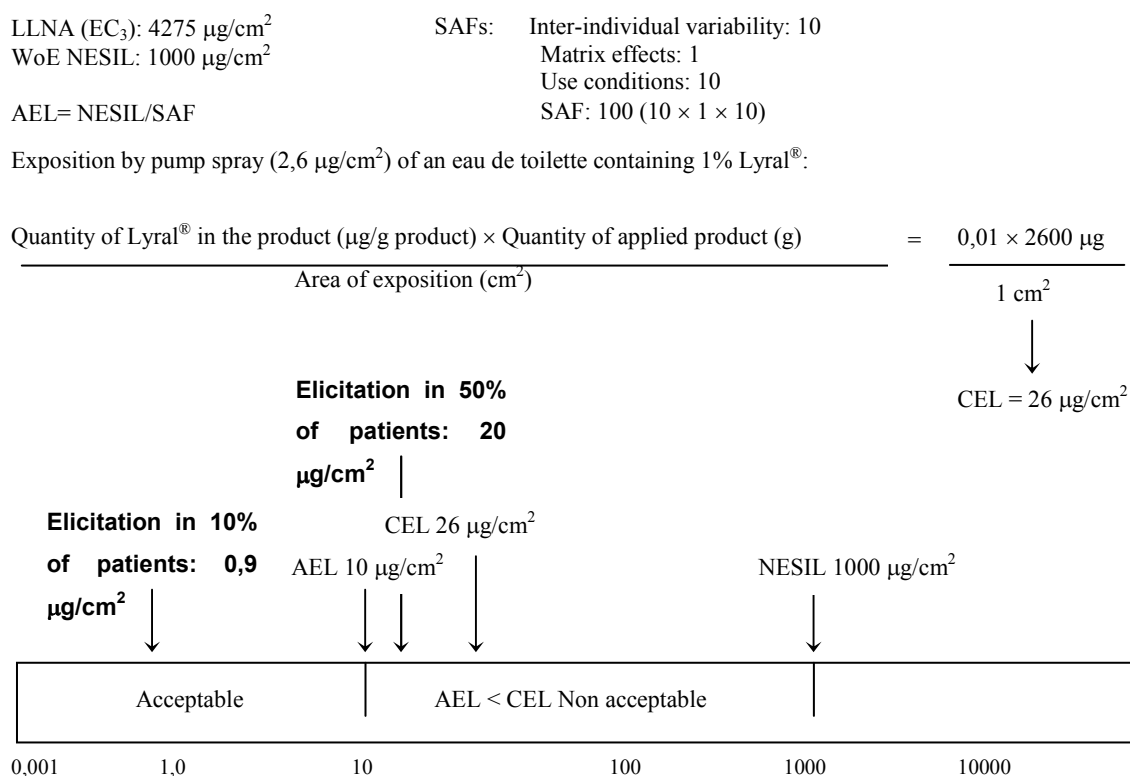 LLNA (EC3): 4275 μg/cm2
SAFs: Inter-individual variability: 10
WoE NESIL: 1000 μg/cm2
Matrix effects: 1
Use conditions: 10
AEL= NESIL/SAF
SAF: 100 (10 × 1 × 10)
Exposition by pump spray (2,6 μg/cm2) of an eau de toilette containing 1% Lyral®:
Quantity of Lyral® in the product (μg/g product) × Quantity of applied product (g)
Area of exposition (cm2)
=
0,01 × 2600 μg
1 cm2
CEL = 26 μg/cm2
Elicitation in 50%
of patients: 20
μg/cm2
CEL 26 μg/cm2
Elicitation in 10%
of patients: 0,9
μg/cm2
AEL 10 μg/cm2
NESIL 1000 μg/cm2
Acceptable
AEL < CEL Non acceptable
0,001 1,0 10 100 1000 10000